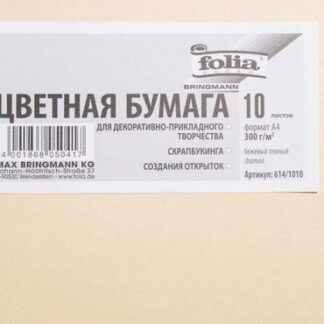 folia
BRINGMANN
ЦВЕТНАЯ БУМАГА 10 листов
ДЛЯ ДЕКОРАТИВНО-ПРИКЛАДНОГО
ТВОРЧЕСТВА
СКРАПБУКИНГА
СОЗДАНИЯ ОТКРЫТОК
формат А4
300 г/м²
бежевый темный
chamois
Артикул: 614/1010
4 001868 050417
MAX BRINGMANN KG
Johann-Höllfritsch-Straße 37
D-90530 Wendelstein - www.folia.de